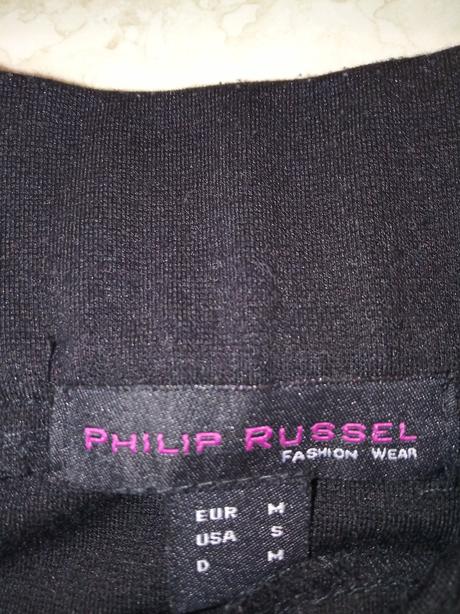 PHILIP RUSSEL
FASHION WEAR
EUR M
USA S
D M